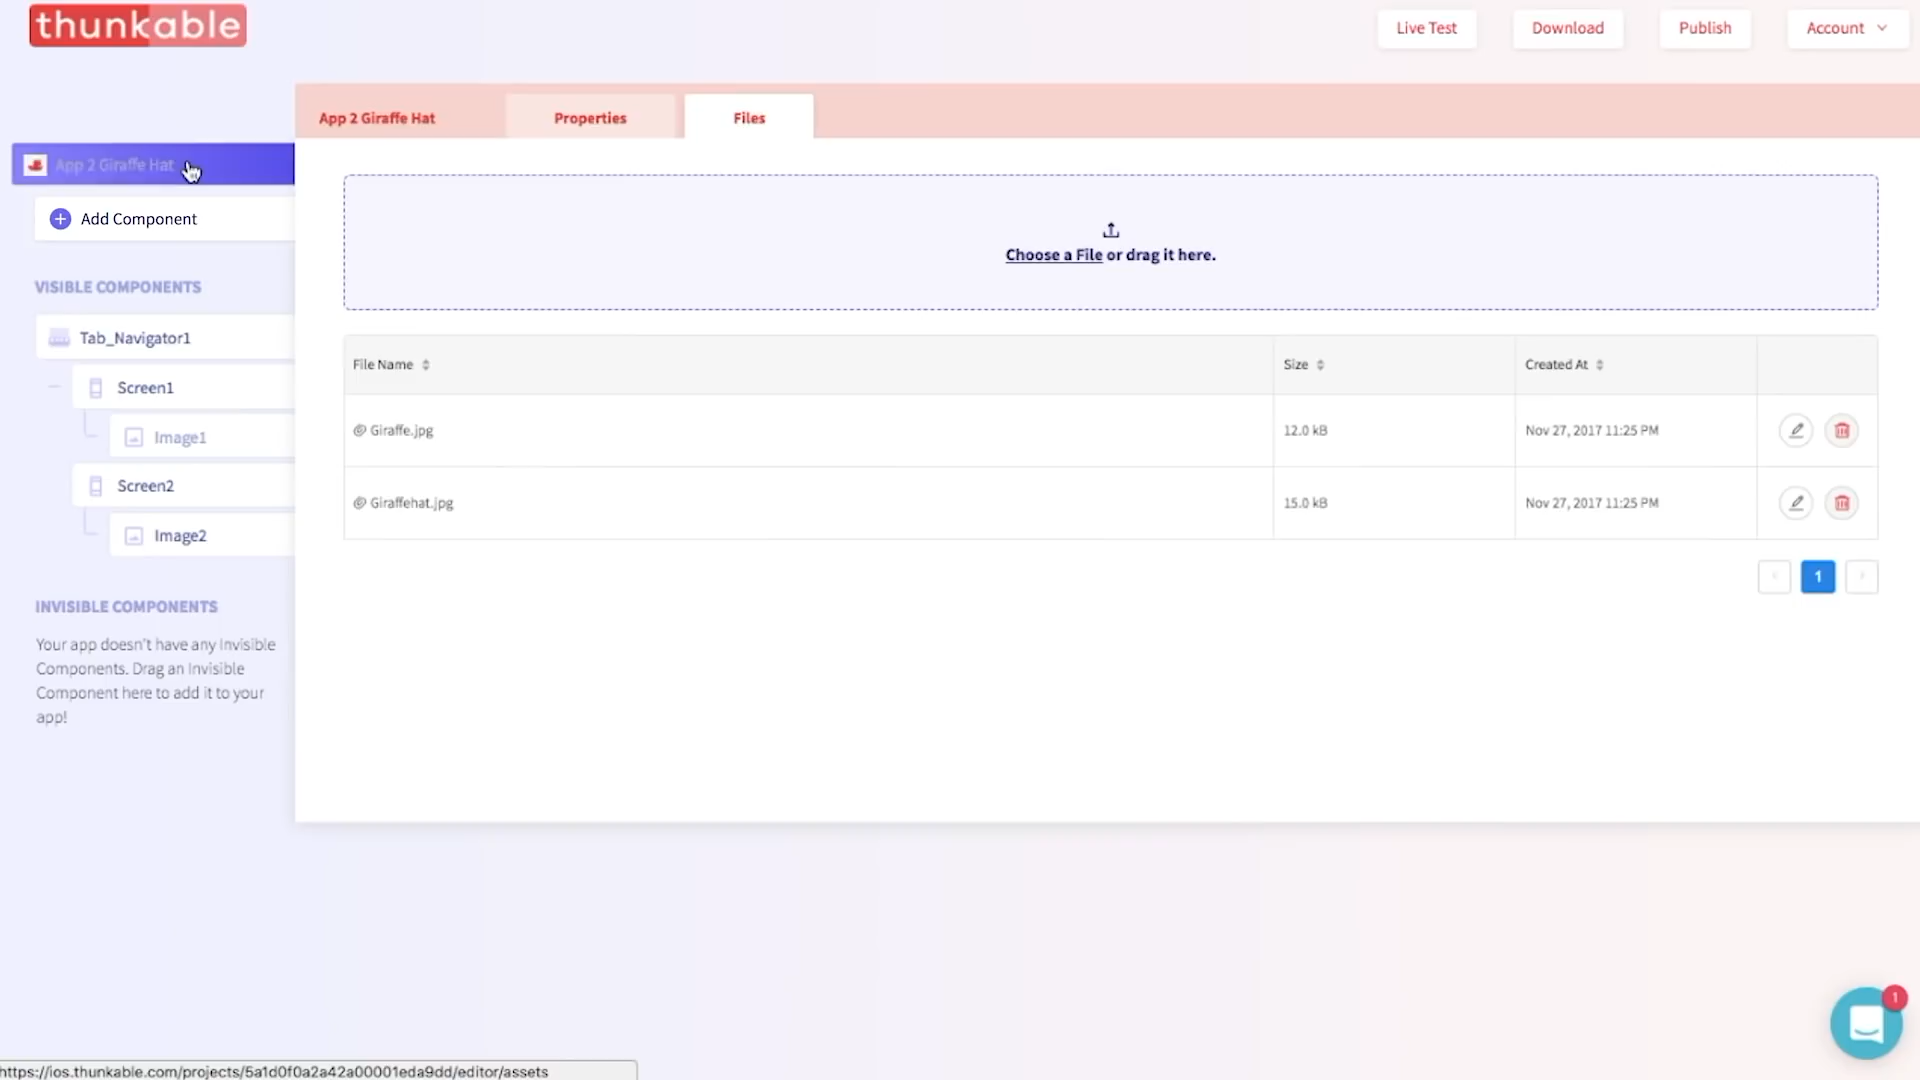 thunkable
Live Test
Download
Publish
Account
App 2 Giraffe Hat
Properties
Files
App 2 Giraffe Hat
Add Component
Choose a File or drag it here.
VISIBLE COMPONENTS
Tab_Navigator1
File Name
Size
Created At
Screen1
Giraffe.jpg
12.0 kB
Nov 27, 2017 11:25 PM
Image1
Screen2
Giraffehat.jpg
15.0 kB
Nov 27, 2017 11:25 PM
Image2
1
INVISIBLE COMPONENTS
Your app doesn't have any Invisible
Components. Drag an Invisible
Component here to add it to your
app!
1
https://ios.thunkable.com/projects/5a1d0f0a2a42a00001eda9dd/editor/assets